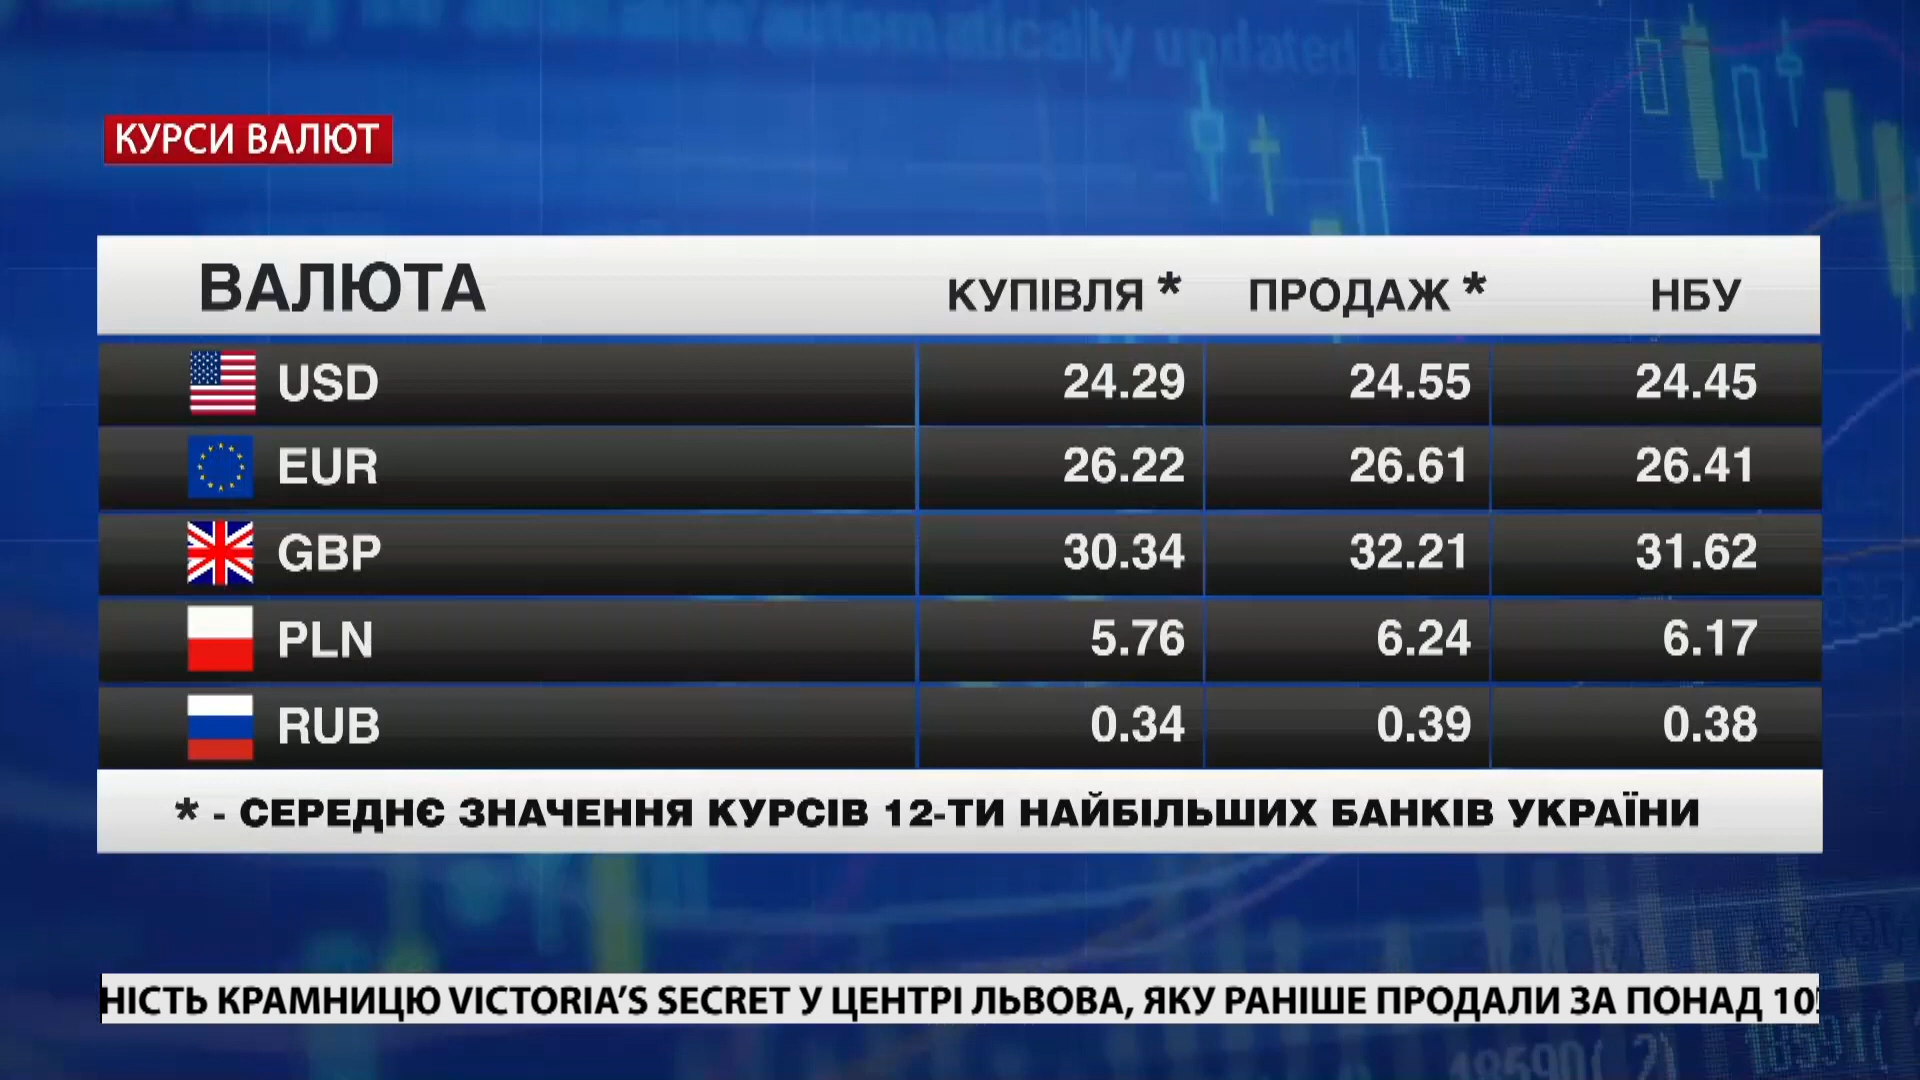 automatically updated during
КУРСИ ВАЛЮТ
ВАЛЮТА КУПІВЛЯ * ПРОДАЖ * НБУ
USD 24.29 24.55 24.45
EUR 26.22 26.61 26.41
GBP 30.34 32.21 31.62
PLN 5.76 6.24 6.17
RUB 0.34 0.39 0.38
* - СЕРЕДНЄ ЗНАЧЕННЯ КУРСІВ 12-ТИ НАЙБІЛЬШИХ БАНКІВ УКРАЇНИ
НІСТЬ КРАМНИЦЮ VICTORIA’S SECRET У ЦЕНТРІ ЛЬВОВА, ЯКУ РАНІШЕ ПРОДАЛИ ЗА ПОНАД 10